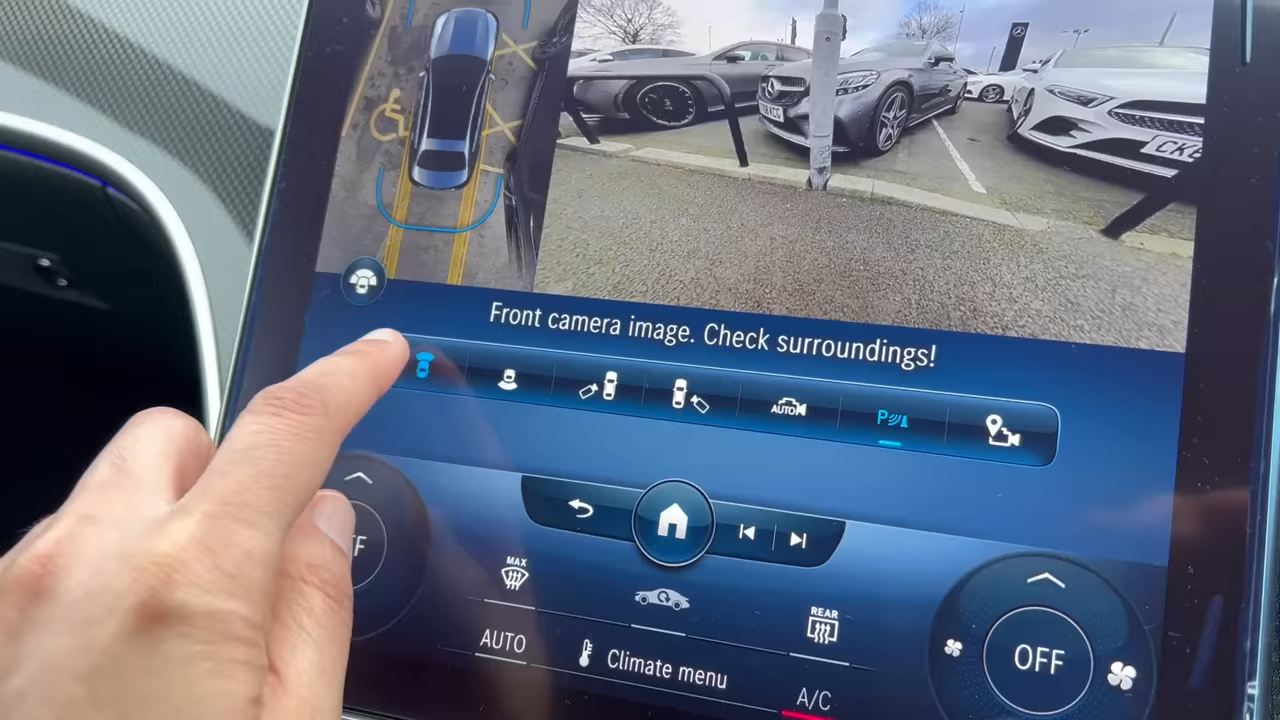 Front camera image. Check surroundings!
AUTO
P
MAX
REAR
AUTO
Climate menu
A/C
OFF